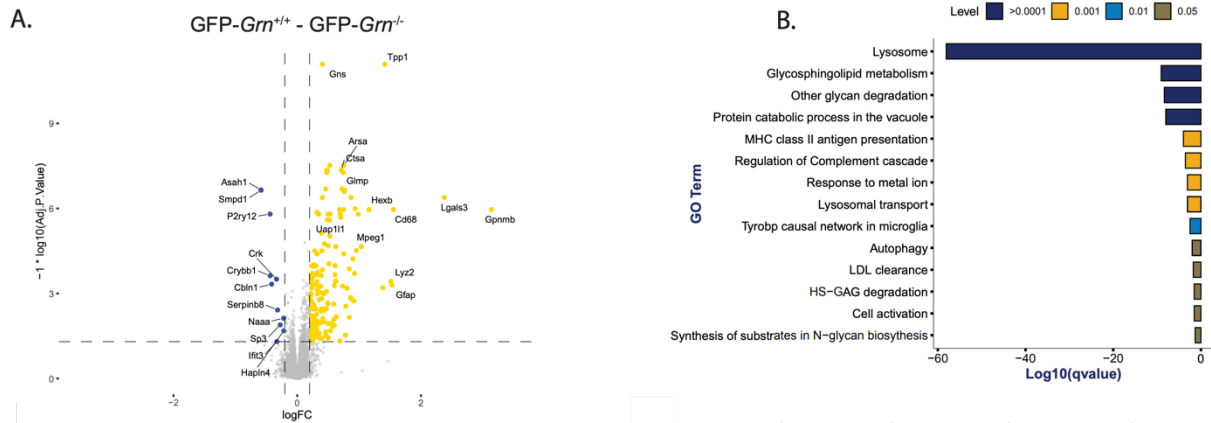 A.
GFP-Grn+/+ - GFP-Grn-/-
−1 * log10(Adj.P.Value)
9
6
3
0
−2
0
2
logFC
Tpp1
Gns
Arsa
Ctsa
Glmp
Asah1
Smpd1
P2ry12
Hexb
Lgals3
Cd68
Gpnmb
Uap1l1
Mpeg1
Crk
Crybb1
Cbln1
Lyz2
Gfap
Serpinb8
Naaa
Sp3
Ifit3
Hapln4
B.
Level >0.0001 0.001 0.01 0.05
GO Term
Lysosome
Glycosphingolipid metabolism
Other glycan degradation
Protein catabolic process in the vacuole
MHC class II antigen presentation
Regulation of Complement cascade
Response to metal ion
Lysosomal transport
Tyrobp causal network in microglia
Autophagy
LDL clearance
HS−GAG degradation
Cell activation
Synthesis of substrates in N−glycan biosythesis
−60
−40
−20
0
Log10(qvalue)